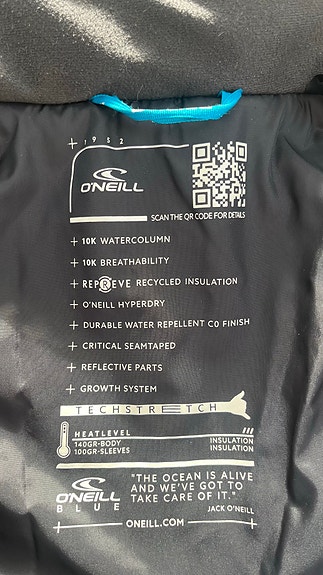 + 1952
O'NEILL
SCAN THE QR CODE FOR DETAILS
+ 10K WATERCOLUMN
+ 10K BREATHABILITY
+ REPREVE RECYCLED INSULATION
+ O'NEILL HYPERDRY
+ DURABLE WATER REPELLENT C0 FINISH
+ CRITICAL SEAMTAPED
+ REFLECTIVE PARTS
+ GROWTH SYSTEM
TECHSTRETCH
HEATLEVEL ///
140GR-BODY INSULATION
100GR-SLEEVES INSULATION
O'NEILL
BLUE
"THE OCEAN IS ALIVE
AND WE'VE GOT TO
TAKE CARE OF IT."
JACK O'NEILL
+ ONEILL.COM +